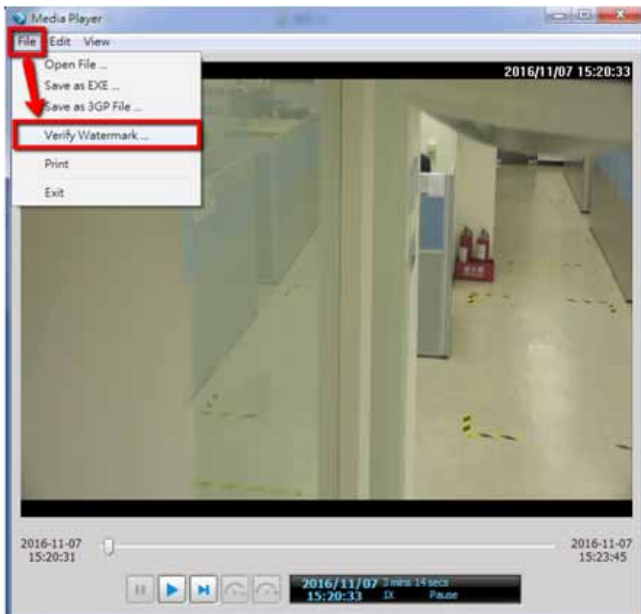 Media Player
File Edit View
Open File ...
Save as EXE ...
Save as 3GP File ...
Verify Watermark ...
Print
Exit
2016/11/07 15:20:33
2016-11-07
15:20:31
2016-11-07
15:23:45
2016/11/07 3 mins 14 secs
15:20:33 1X Pause